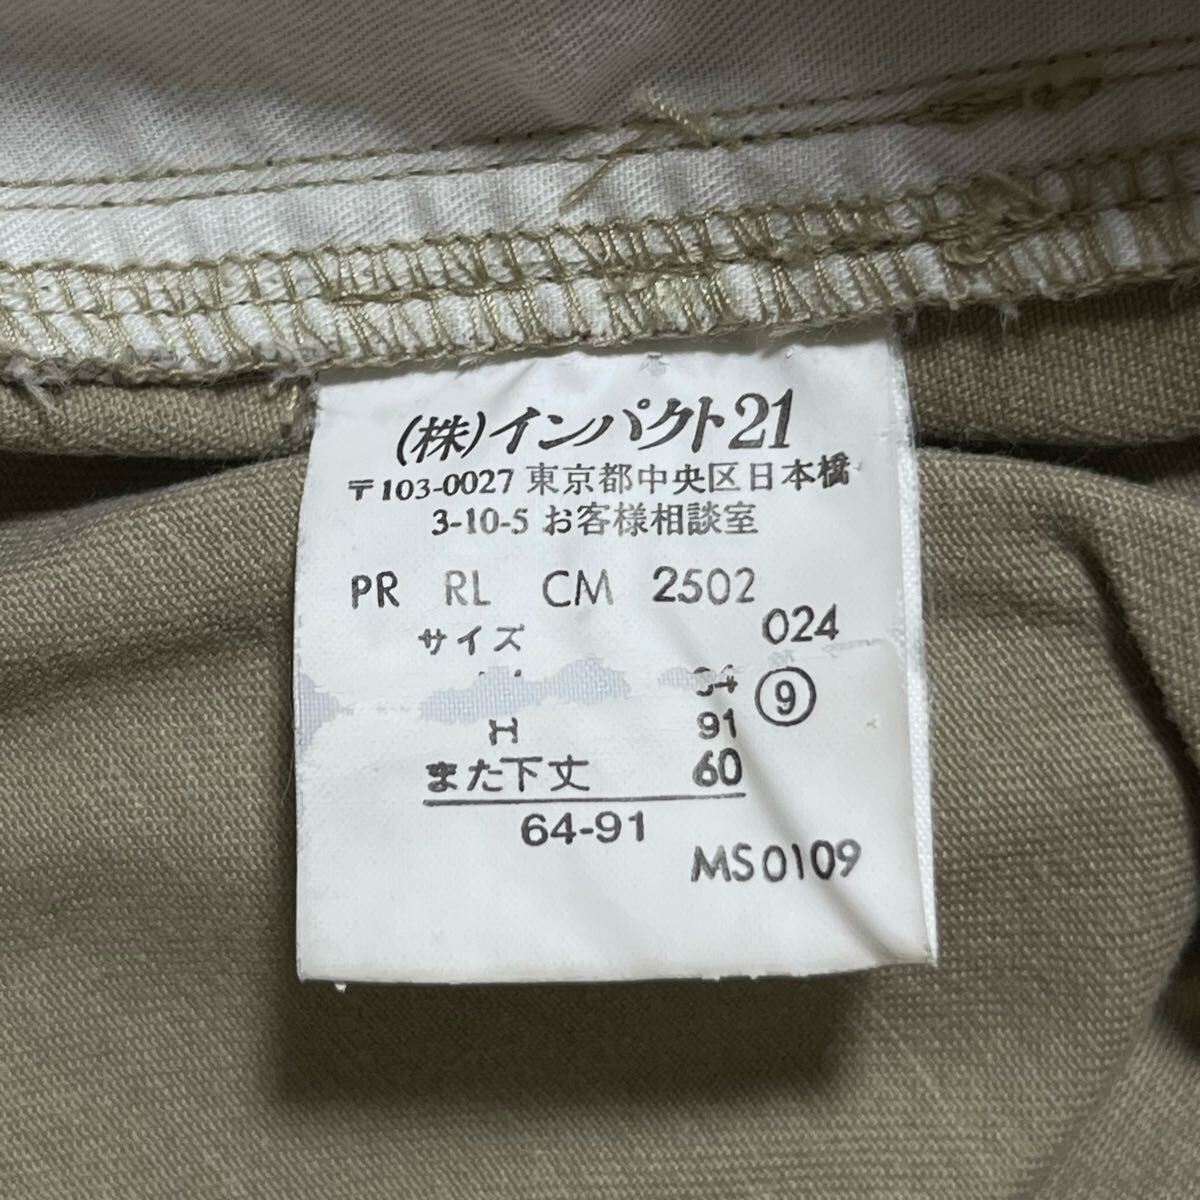 (株)インパクト21
〒103-0027 東京都中央区日本橋
3-10-5 お客様相談室
PR RL CM 2502
サイズ 024
⑨
H 91
また下丈 60
64-91
MS0109